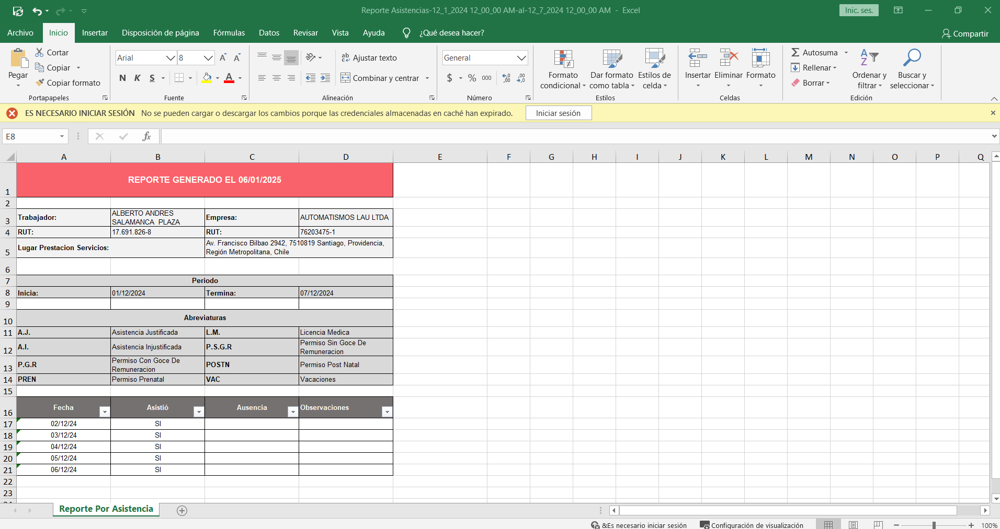 Reporte Asistencias-12_1_2024 12_00_00 AM-al-12_7_2024 12_00_00 AM - Excel
Inic. ses.
Archivo Inicio Insertar Disposición de página Fórmulas Datos Revisar Vista Ayuda ¿Qué desea hacer? Compartir
Pegar
Cortar
Copiar
Copiar formato
Portapapeles
Arial 8
N K S
Fuente
Ajustar texto
Combinar y centrar
Alineación
General
$ % 000
Número
Formato condicional
Dar formato como tabla
Estilos de celda
Estilos
Insertar Eliminar Formato
Celdas
Autosuma
Rellenar
Borrar
Ordenar y filtrar
Buscar y seleccionar
Edición
ES NECESARIO INICIAR SESIÓN No se pueden cargar o descargar los cambios porque las credenciales almacenadas en caché han expirado. Iniciar sesión
E8 fx
A B C D E F G H I J K L M N O P Q
1 REPORTE GENERADO EL 06/01/2025
2
3 Trabajador: ALBERTO ANDRES SALAMANCA PLAZA Empresa: AUTOMATISMOS LAU LTDA
4 RUT: 17.691.826-8 RUT: 76203475-1
5 Lugar Prestacion Servicios: Av. Francisco Bilbao 2942, 7510819 Santiago, Providencia, Región Metropolitana, Chile
6
7 Periodo
8 Inicia: 01/12/2024 Termina: 07/12/2024
9
10 Abreviaturas
11 A.J. Asistencia Justificada L.M. Licencia Medica
12 A.I. Asistencia Injustificada P.S.G.R Permiso Sin Goce De Remuneracion
13 P.G.R Permiso Con Goce De Remuneracion POSTN Permiso Post Natal
14 PREN Permiso Prenatal VAC Vacaciones
15
16 Fecha Asistió Ausencia Observaciones
17 02/12/24 SI
18 03/12/24 SI
19 04/12/24 SI
20 05/12/24 SI
21 06/12/24 SI
22
23
Reporte Por Asistencia
&Es necesario iniciar sesión Configuración de visualización 100%